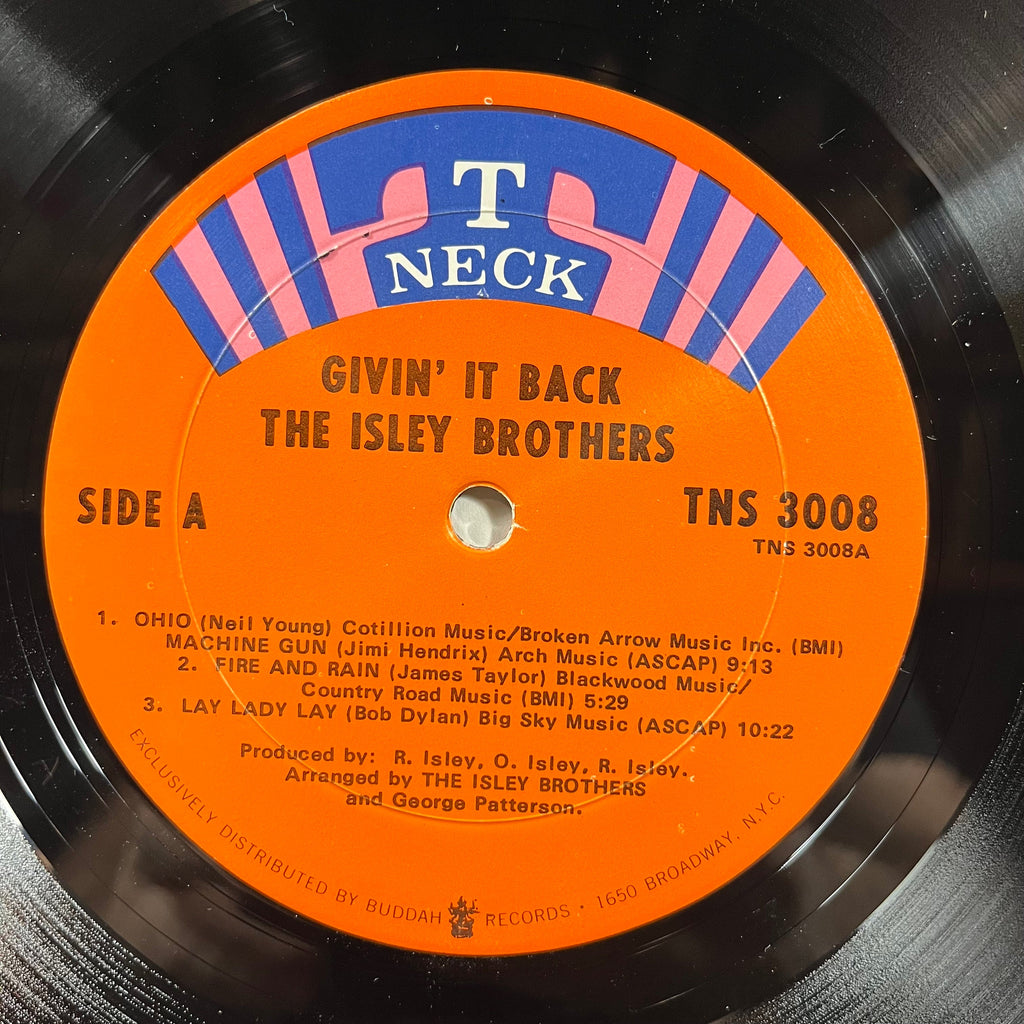 T
NECK
GIVIN' IT BACK
THE ISLEY BROTHERS
SIDE A
TNS 3008
TNS 3008A
1. OHIO (Neil Young) Cotillion Music/Broken Arrow Music Inc. (BMI)
MACHINE GUN (Jimi Hendrix) Arch Music (ASCAP) 9:13
2. FIRE AND RAIN (James Taylor) Blackwood Music/
Country Road Music (BMI) 5:29
3. LAY LADY LAY (Bob Dylan) Big Sky Music (ASCAP) 10:22
Produced by: R. Isley, O. Isley, R. Isley.
Arranged by THE ISLEY BROTHERS
and George Patterson.
EXCLUSIVELY DISTRIBUTED BY BUDDAH RECORDS • 1650 BROADWAY, N.Y.C.